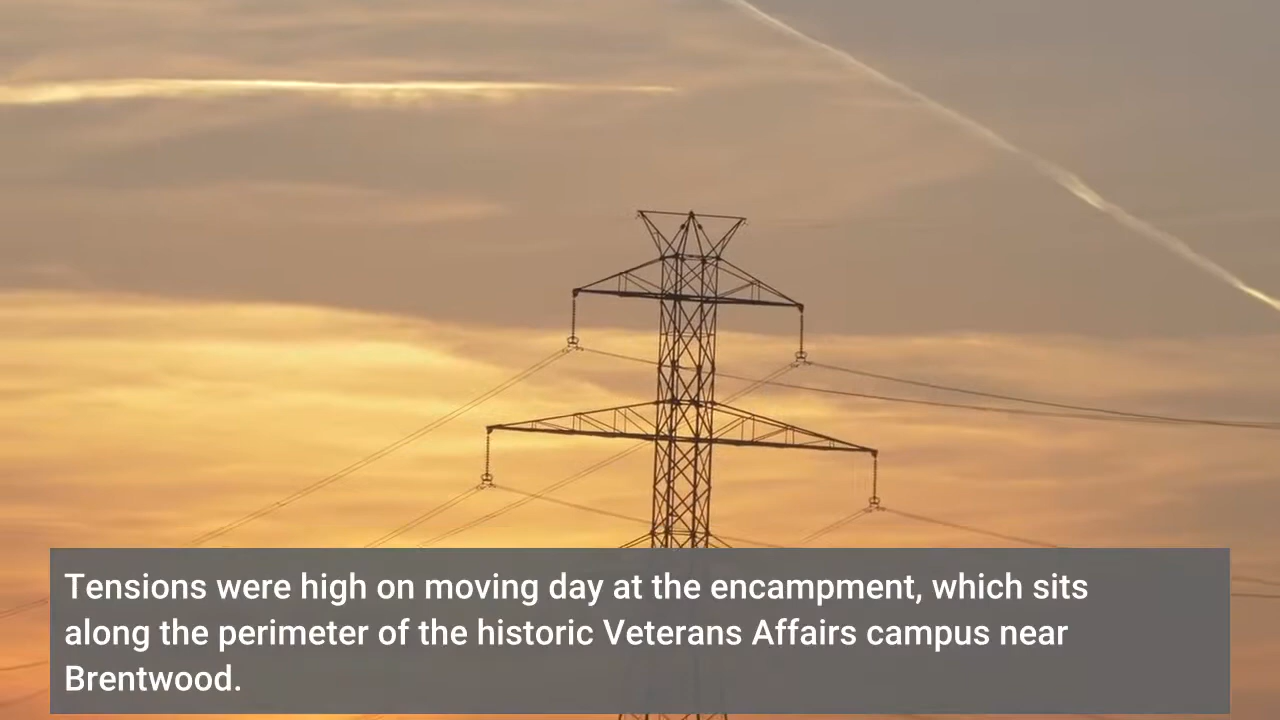 Tensions were high on moving day at the encampment, which sits
along the perimeter of the historic Veterans Affairs campus near
Brentwood.